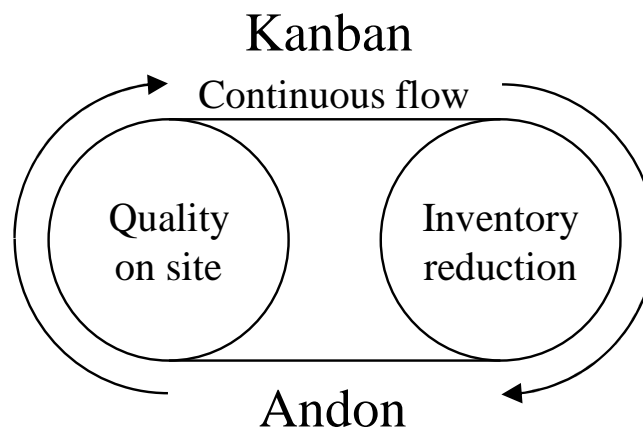 Kanban
Continuous flow
Quality
on site
Inventory
reduction
Andon